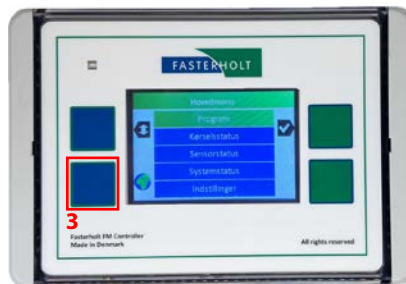 FASTERHOLT
Hovedmenu
Program
Kørselsstatus
Sensorstatus
Systemstatus
Indstillinger
3
Fasterholt FM Controller
Made in Denmark
All rights reserved